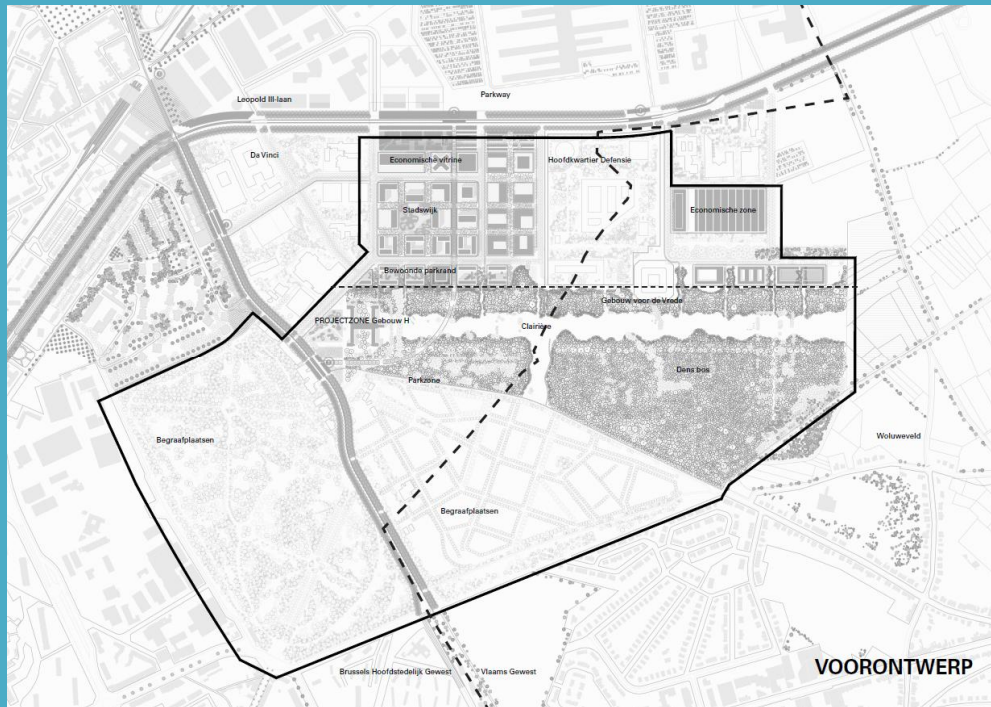 Parkway
Leopold III-laan
Da Vinci
Economische vitrine
Hoofdkwartier Defensie
Stadswijk
Economische zone
Bewoonde parkrand
Gebouw voor de Vrede
PROJECTZONE Gebouw H
Clairière
Dens bos
Parkzone
Begraafplaatsen
Woluweveld
Begraafplaatsen
Brussels Hoofdstedelijk Gewest
Vlaams Gewest
VOORONTWERP